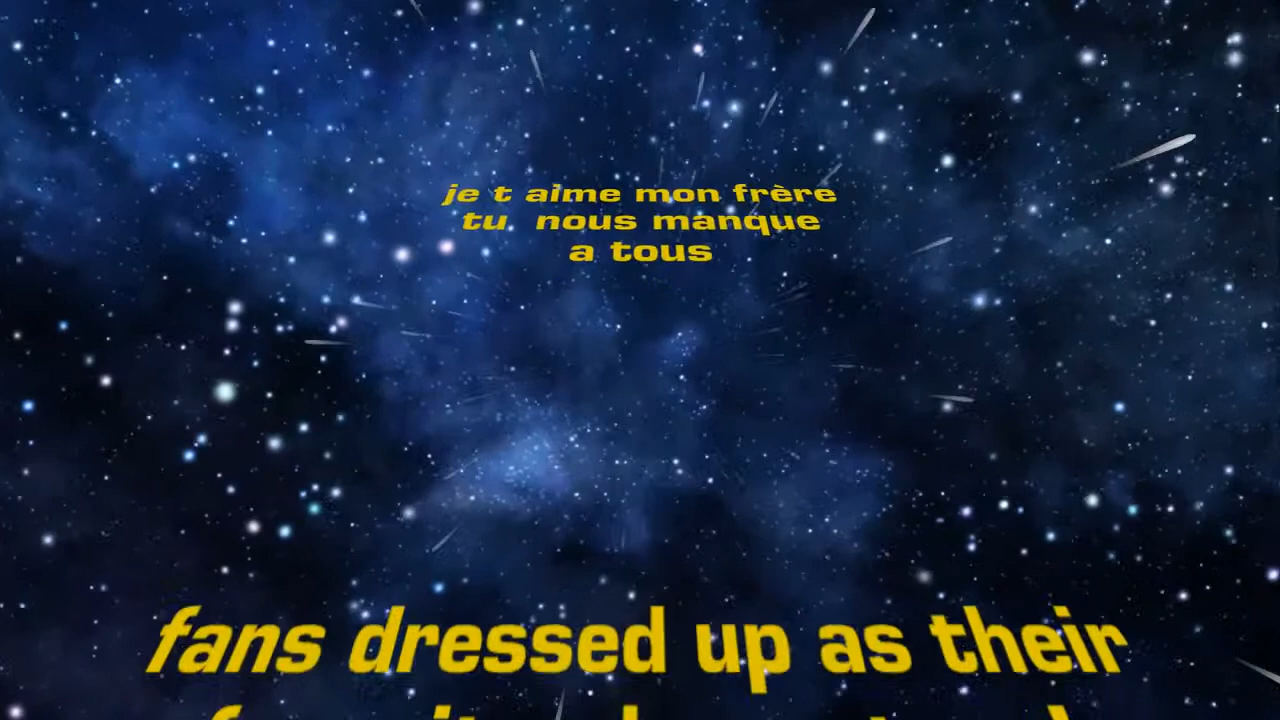 je t aime mon frère
tu  nous manque
a tous
fans dressed up as their